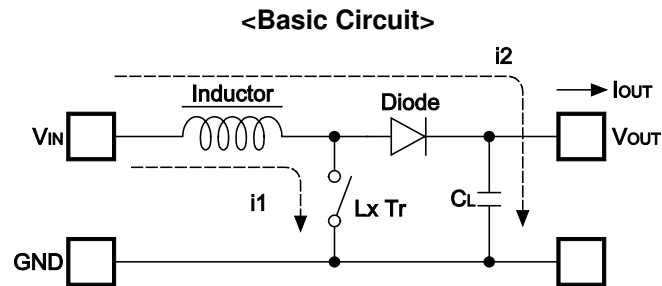 <Basic Circuit>
i2
Inductor
Diode
IOUT
VIN
VOUT
i1
Lx Tr
CL
GND